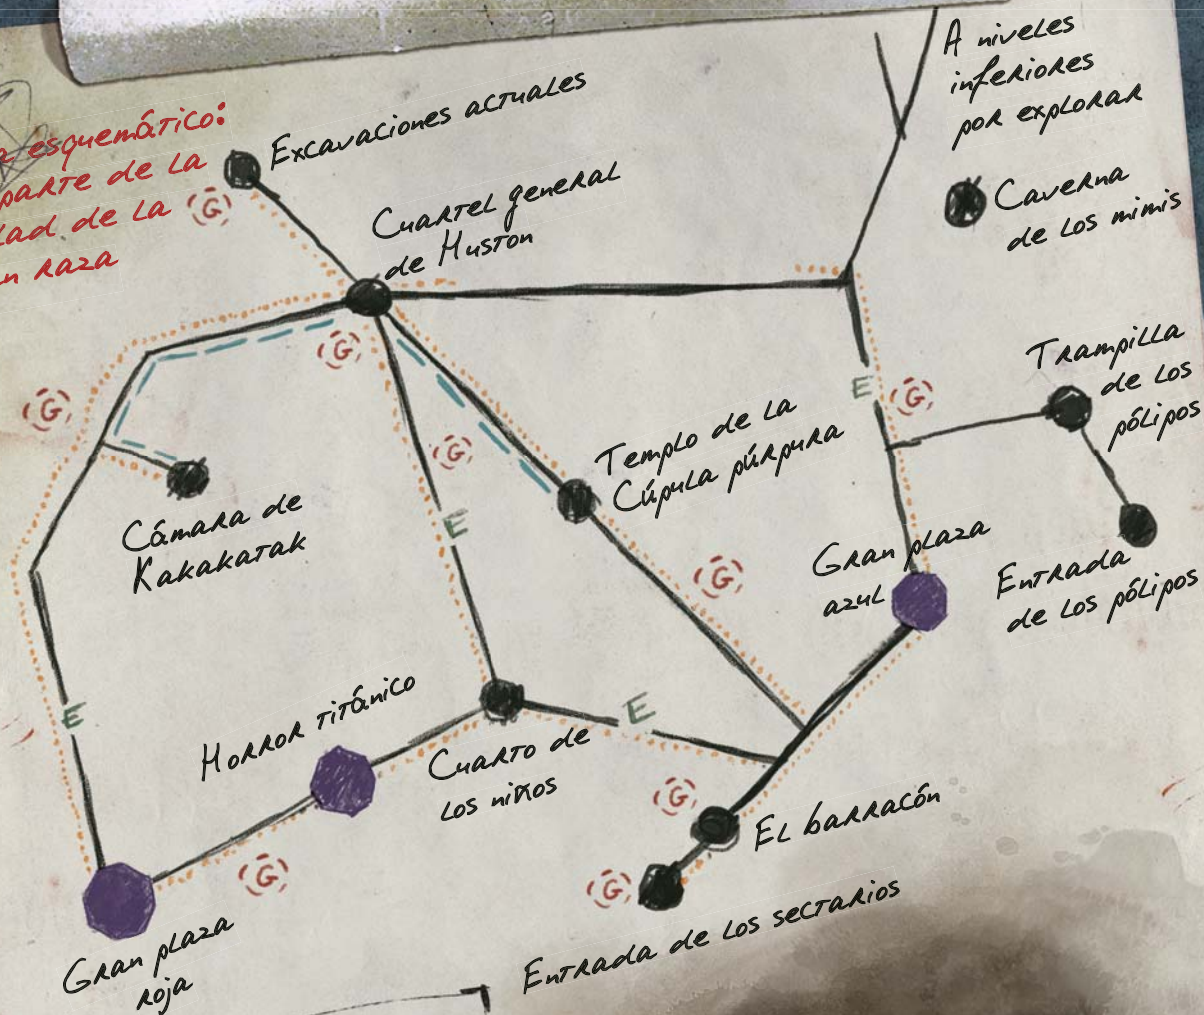 esquemático:
parte de la
de la
raza
Excavaciones actuales
G
Cuartel general
de Huston
A niveles
inferiores
por explorar
Caverna
de los mimis
G
G
G
E
G
Trampilla
de los
pólipos
Templo de la
Cúpula púrpura
E
Cámara de
Kakakatak
G
Gran plaza
azul
Entrada
de los pólipos
E
E
Horror titánico
Cuarto de
los niños
G
El barracón
G
G
Entrada de los sectarios
Gran plaza
roja